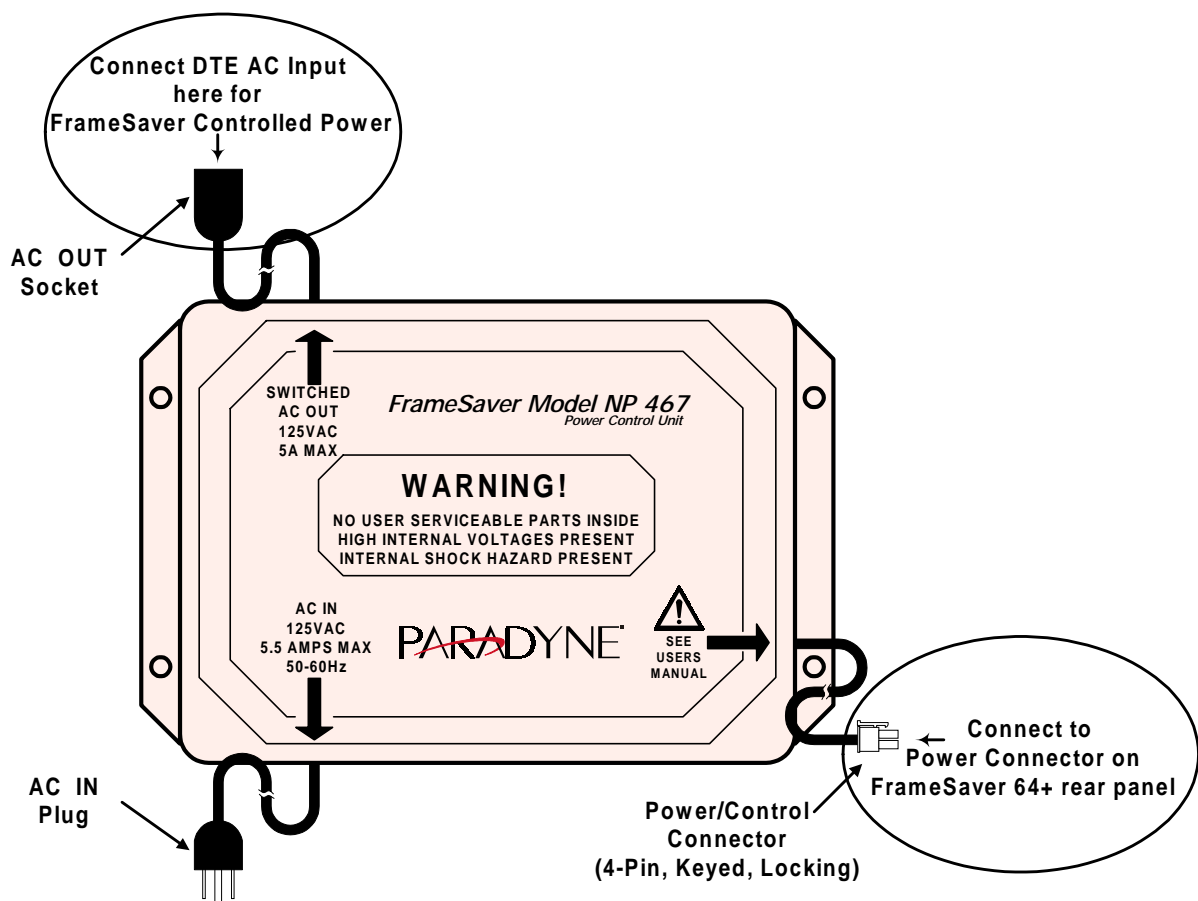 Connect DTE AC Input
here for
FrameSaver Controlled Power
AC OUT
Socket
SWITCHED
AC OUT
125VAC
5A MAX
FrameSaver Model NP 467
Power Control Unit
WARNING!
NO USER SERVICEABLE PARTS INSIDE
HIGH INTERNAL VOLTAGES PRESENT
INTERNAL SHOCK HAZARD PRESENT
AC IN
125VAC
5.5 AMPS MAX
50-60Hz
PARADYNE
SEE
USERS
MANUAL
Connect to
Power Connector on
FrameSaver 64+ rear panel
AC IN
Plug
Power/Control
Connector
(4-Pin, Keyed, Locking)